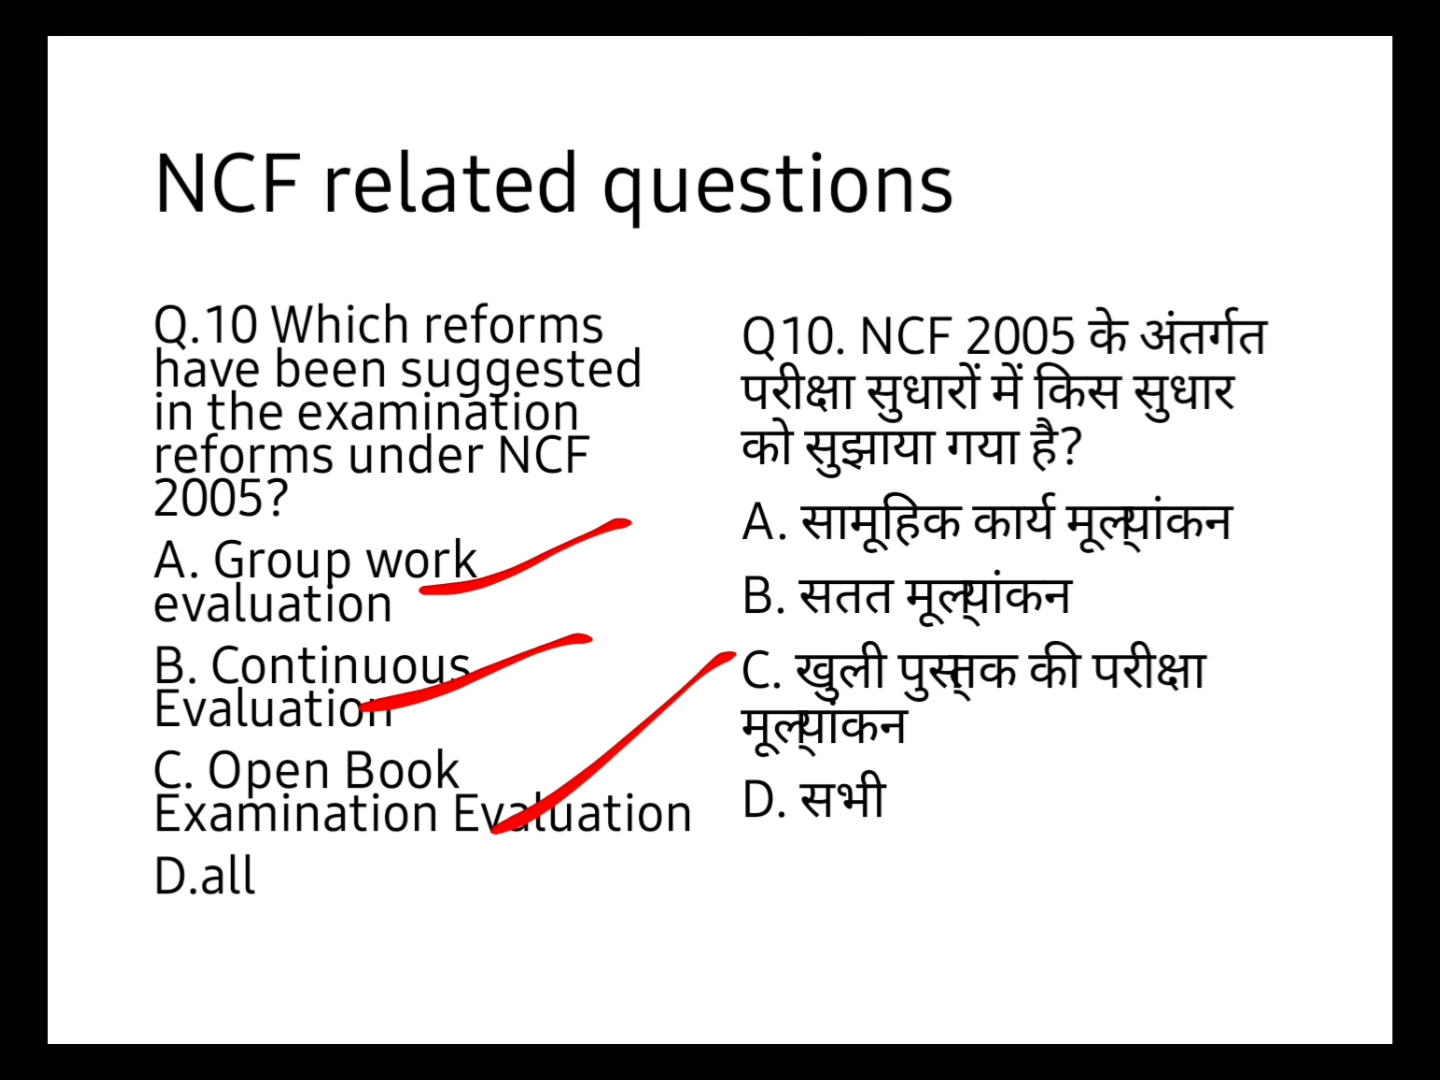 NCF related questions
Q.10 Which reforms
have been suggested
in the examination
reforms under NCF
2005?
A. Group work
evaluation
B. Continuous
Evaluation
C. Open Book
Examination Evaluation
D.all
Q10. NCF 2005 के अंतर्गत
परीक्षा सुधारों में किस सुधार
को सुझाया गया है?
A. सामूहिक कार्य मूल्यांकन
B. सतत मूल्यांकन
C. खुली पुस्तक की परीक्षा
मूल्यांकन
D. सभी